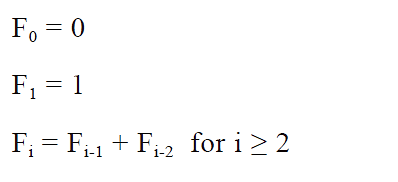 F₀ = 0
F₁ = 1
Fᵢ = Fᵢ₋₁ + Fᵢ₋₂ for i ≥ 2